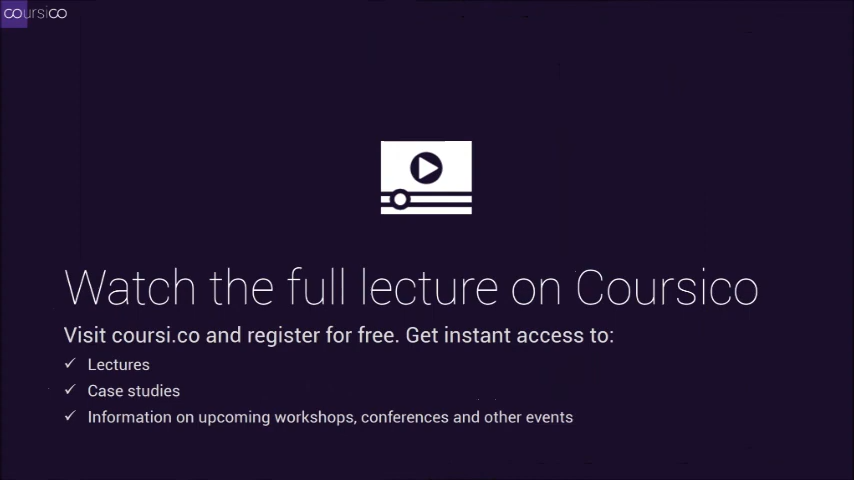 coursico
Watch the full lecture on Coursico
Visit coursi.co and register for free. Get instant access to:
✓ Lectures
✓ Case studies
✓ Information on upcoming workshops, conferences and other events